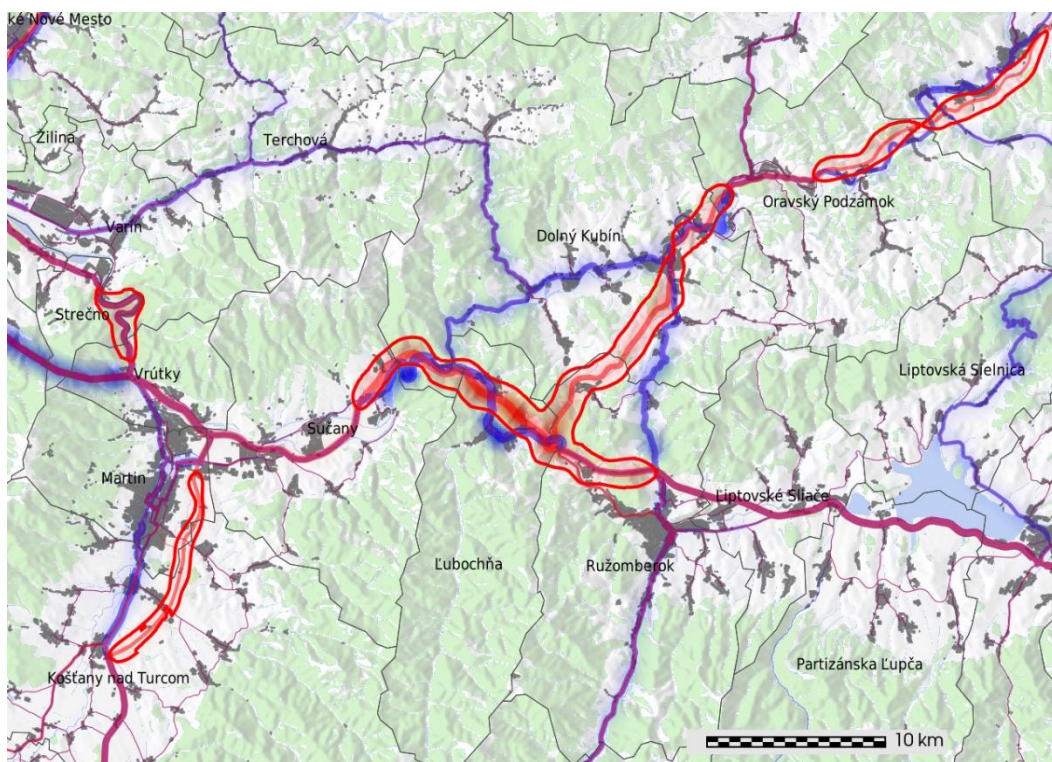 ké Nové Mesto
Žilina
Terchová
Varín
Oravský Podzámok
Dolný Kubín
Strečno
Vrútky
Liptovská Sielnica
Sučany
Martin
Liptovské Sliače
Ľubochňa
Ružomberok
Partizánska Ľupča
Košťany nad Turcom
10 km